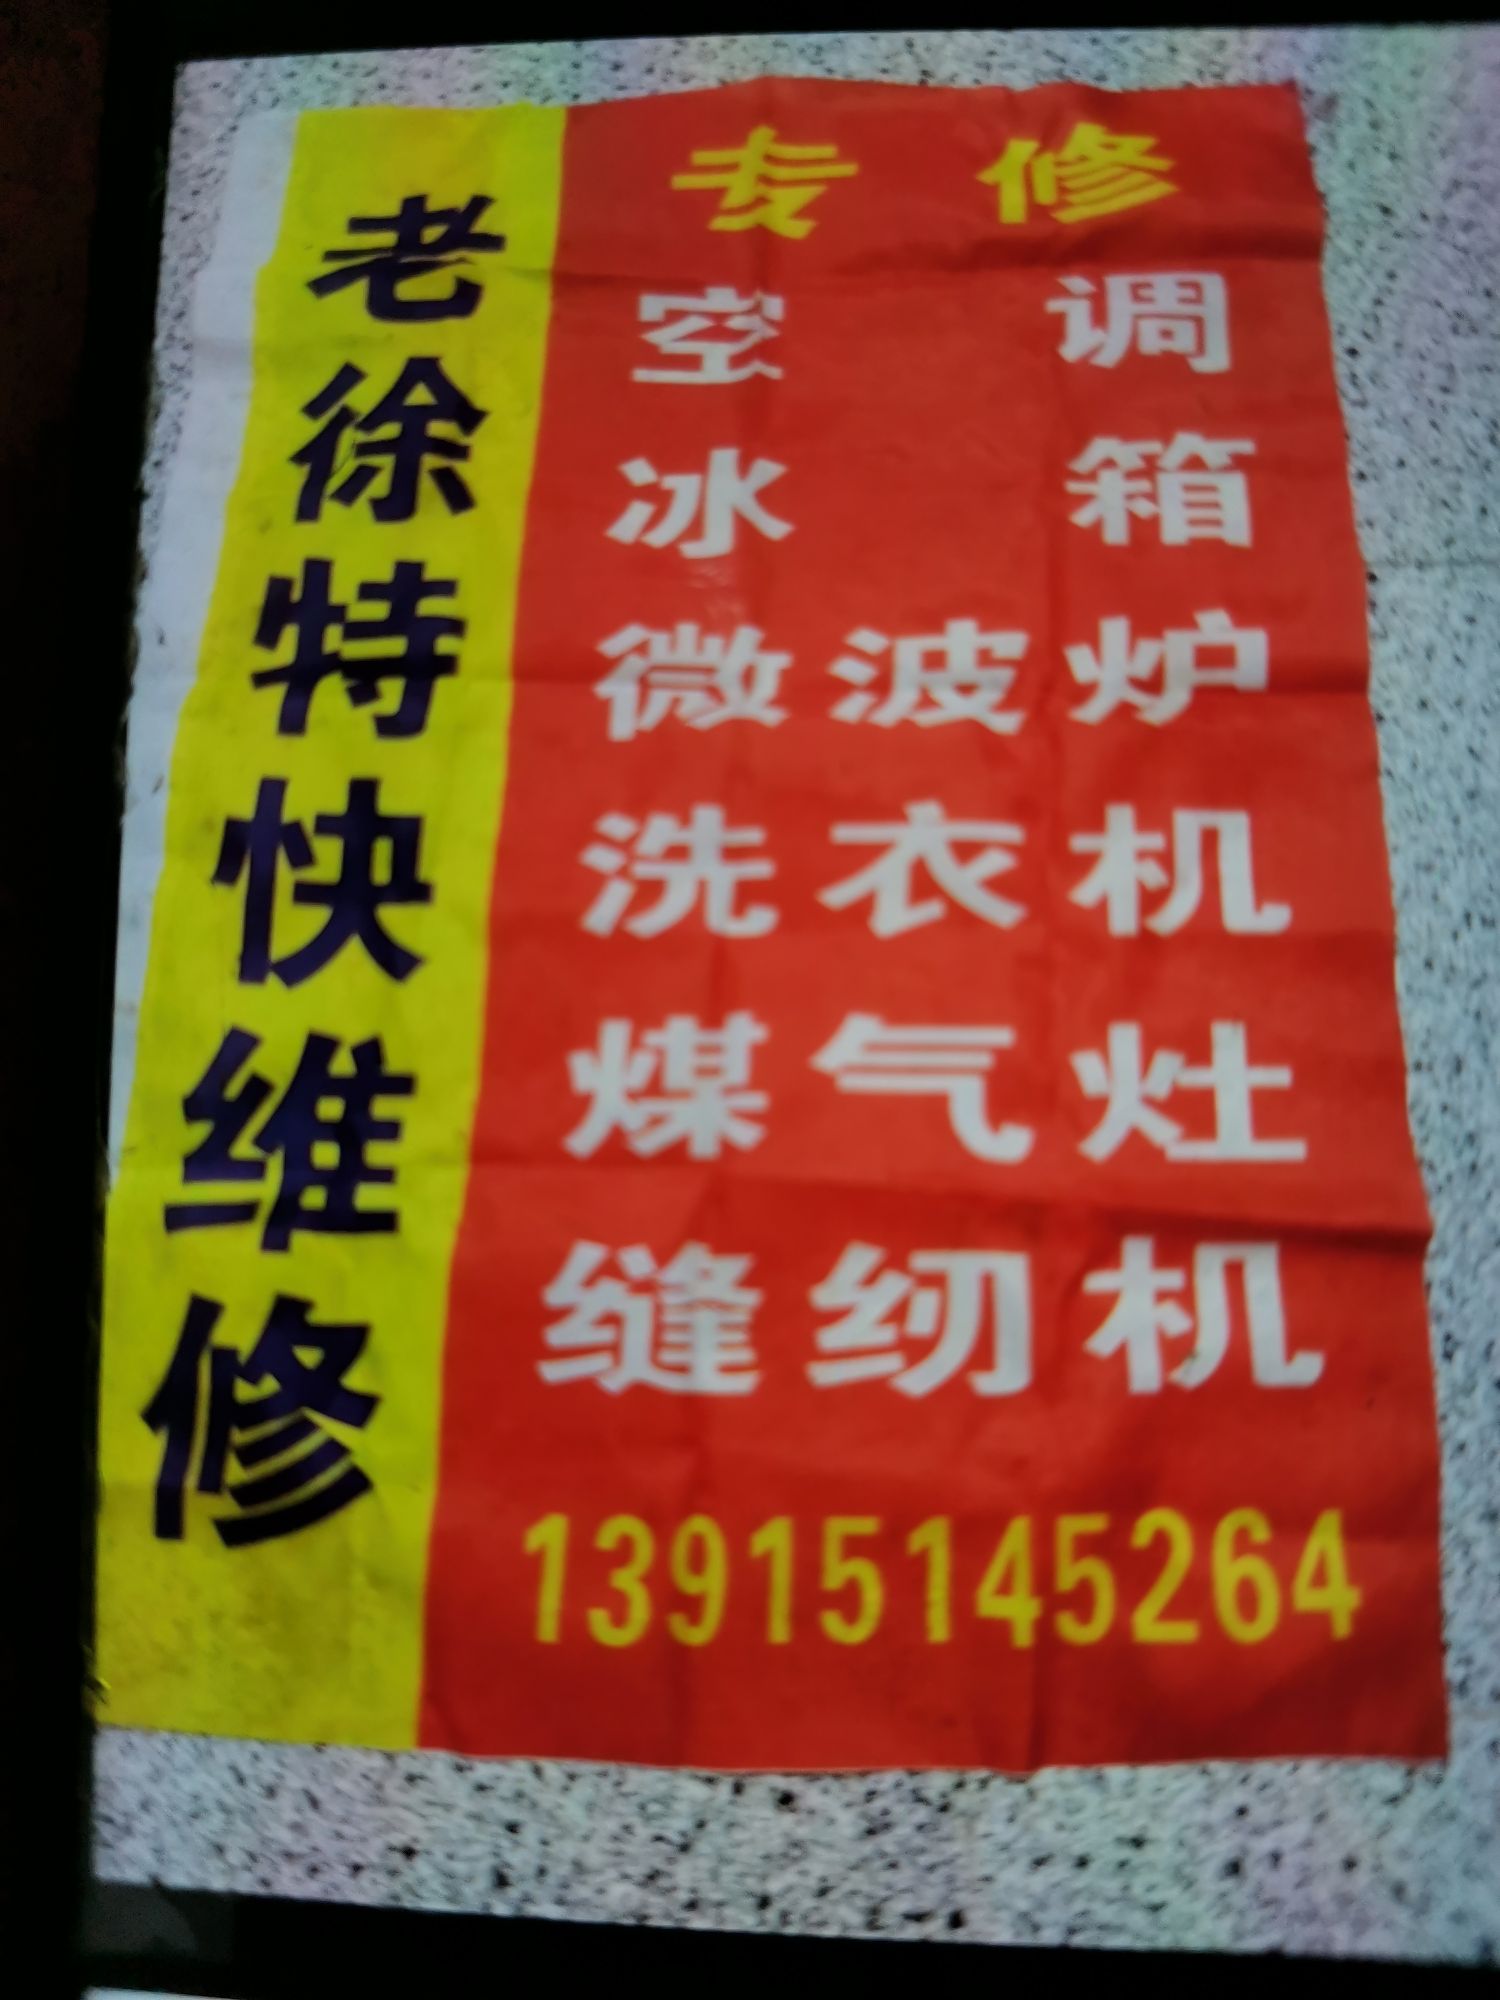 老徐特快维修
专修
空调
冰箱
微波炉
洗衣机
煤气灶
缝纫机
13915145264